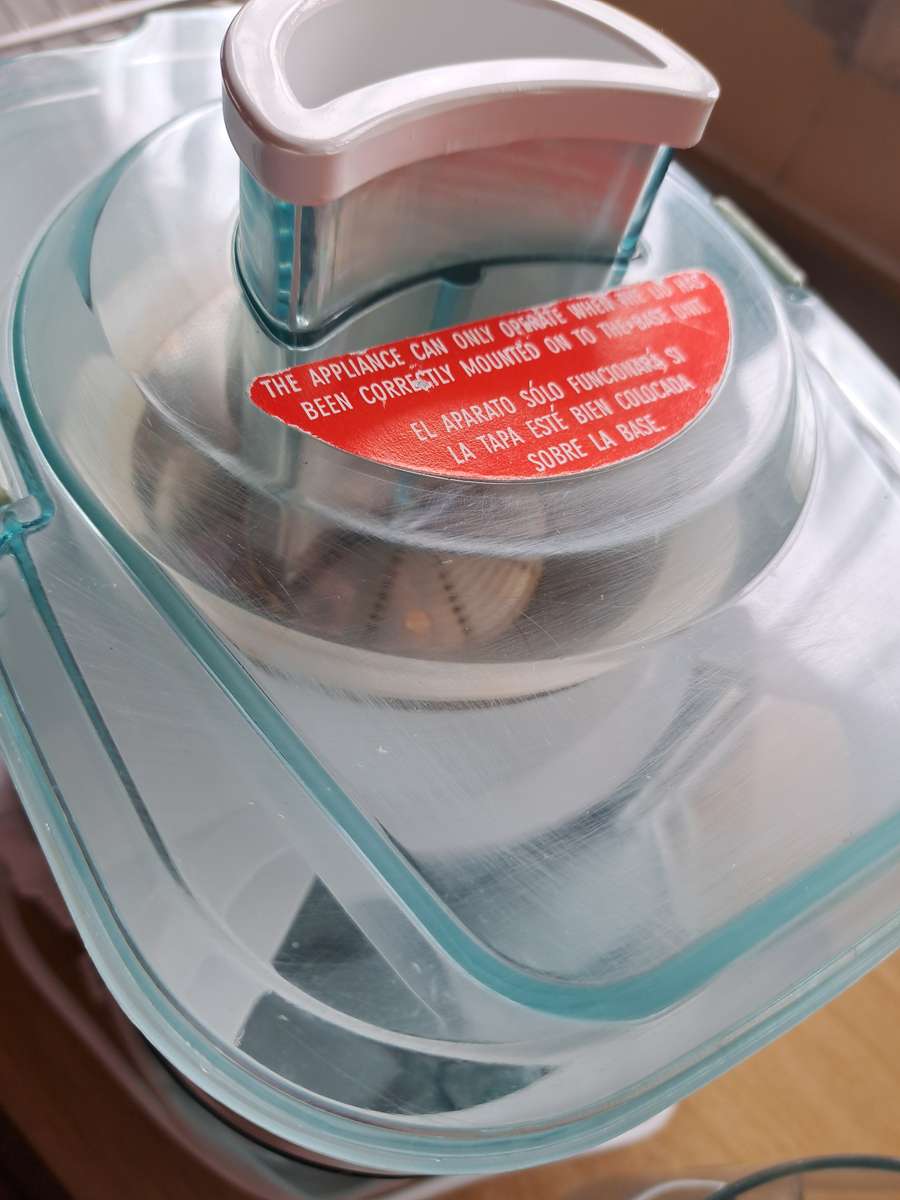 THE APPLIANCE CAN ONLY OPERATE WHEN THE LID HAS
BEEN CORRECTLY MOUNTED ON TO THE BASE UNIT.
EL APARATO SÓLO FUNCIONARÉ, SI
LA TAPA ESTÉ BIEN COLOCADA
SOBRE LA BASE.